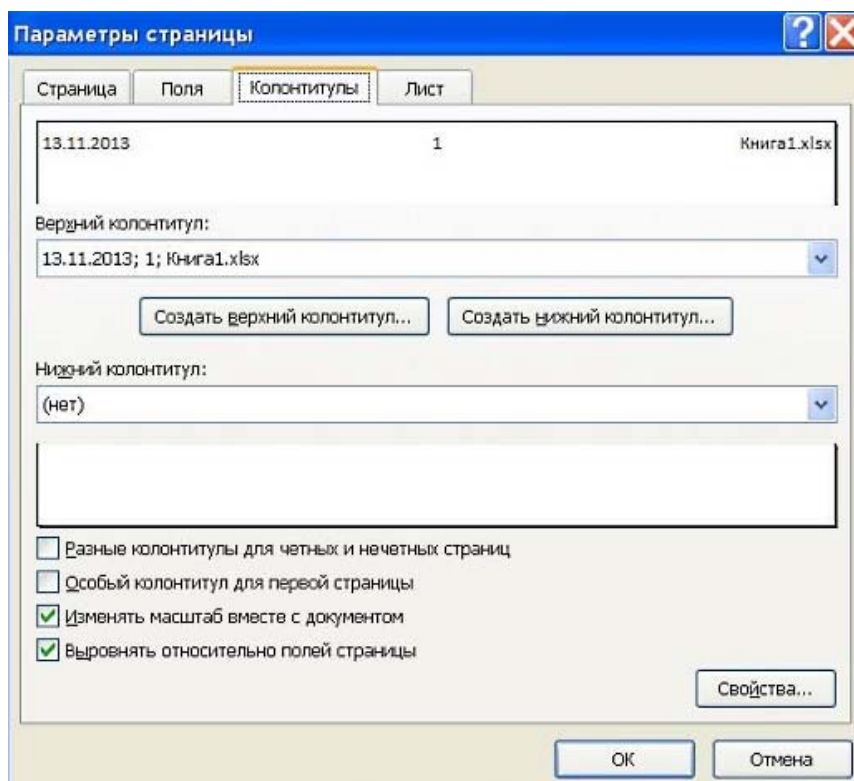 Параметры страницы
Страница Поля Колонтитулы Лист
13.11.2013 1 Книга1.xlsx
Верхний колонтитул:
13.11.2013; 1; Книга1.xlsx
Создать верхний колонтитул... Создать нижний колонтитул...
Нижний колонтитул:
(нет)
Разные колонтитулы для четных и нечетных страниц
Особый колонтитул для первой страницы
Изменять масштаб вместе с документом
Выровнять относительно полей страницы
Свойства...
ОК Отмена